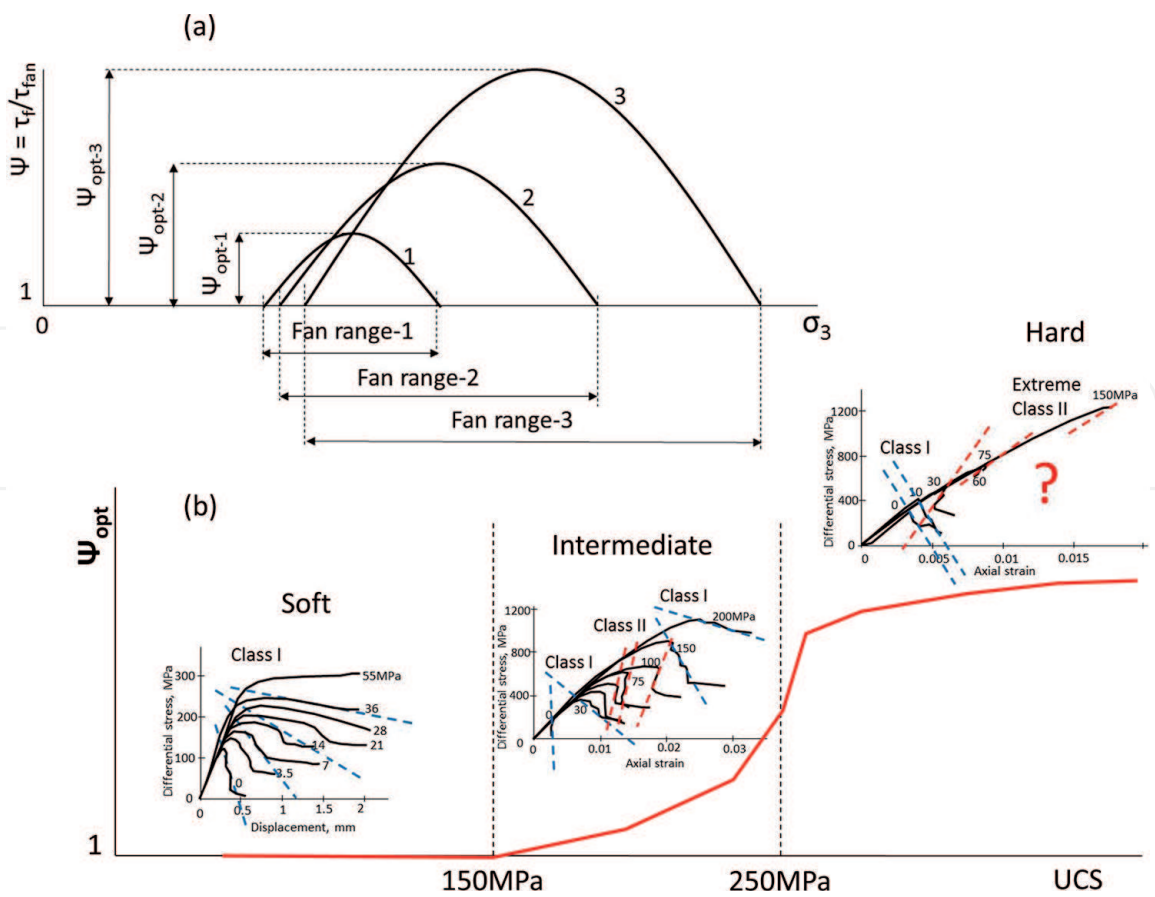 (a)
Ψ = τf/τfan
Ψopt-3
Ψopt-2
Ψopt-1
3
2
1
1
0
σ3
Fan range-1
Fan range-2
Fan range-3
Hard
Extreme
Class II
150MPa
Class I
Differential stress, MPa
1200
800
400
0
75
60
30
10
0
?
0
0.005
0.01
0.015
Axial strain
(b)
Ψopt
Intermediate
Class I
200MPa
Class II
Class I
150
100
75
30
0
Differential stress, MPa
1200
800
400
0
0
0.01
0.02
0.03
Axial strain
Soft
Class I
55MPa
36
28
21
14
7
3.5
0
Differential stress, MPa
300
200
100
0
0
0.5
1
1.5
2
Displacement, mm
1
150MPa
250MPa
UCS